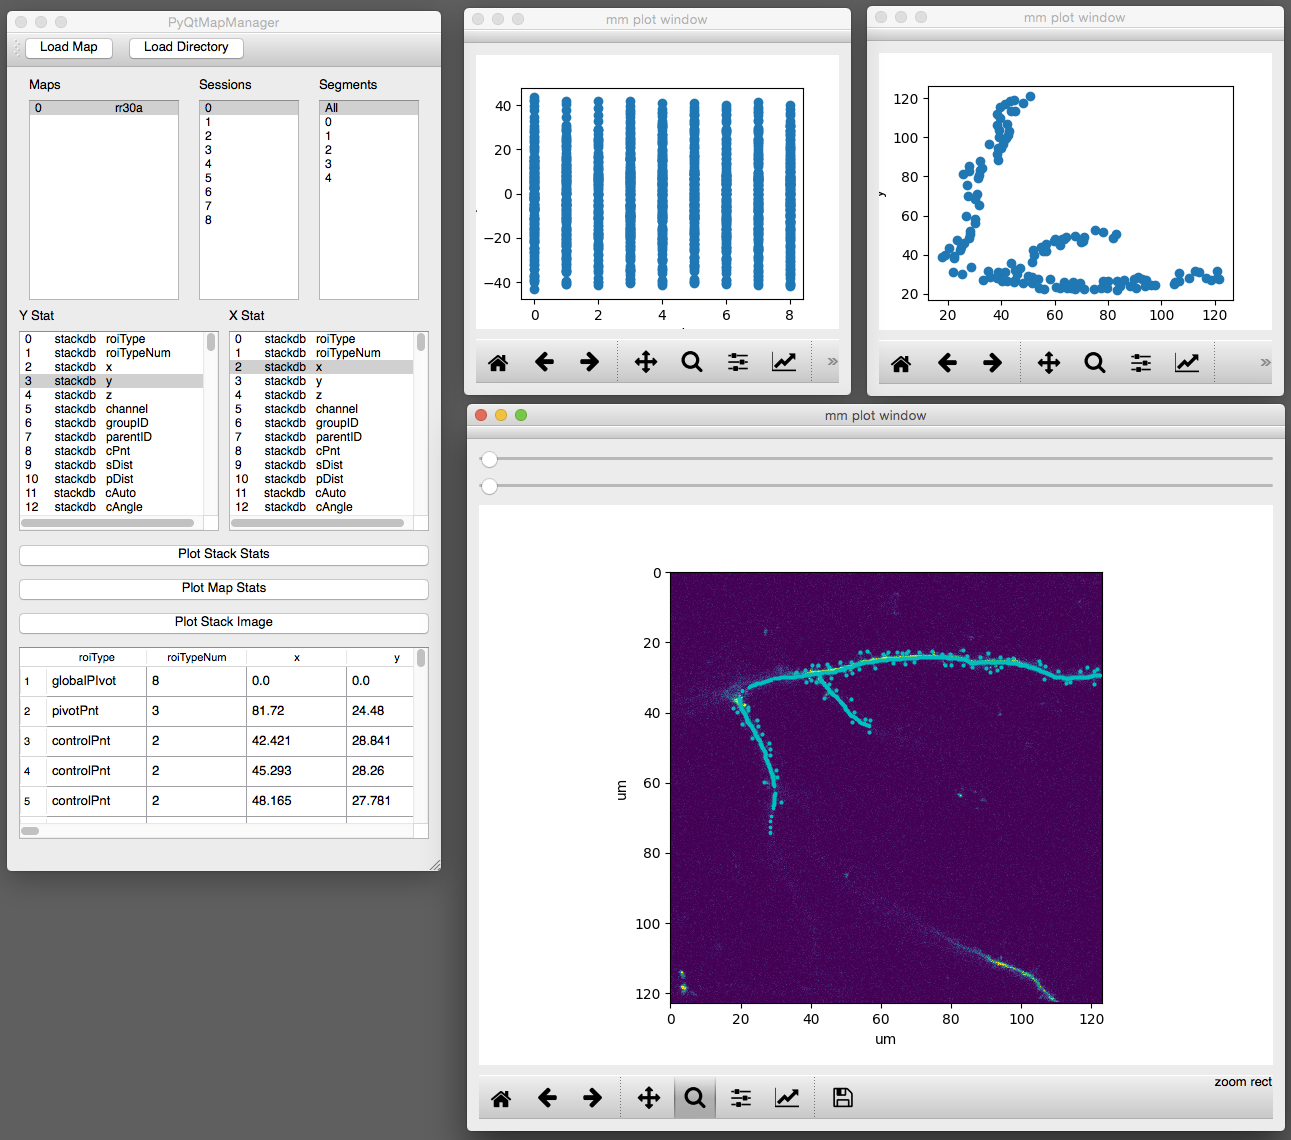 PyQtMapManager
Load Map
Load Directory
Maps
Sessions
Segments
0 rr30a
0
1
2
3
4
5
6
7
8
All
0
1
2
3
4
Y Stat
0 stackdb roiType
1 stackdb roiTypeNum
2 stackdb x
3 stackdb y
4 stackdb z
5 stackdb channel
6 stackdb groupID
7 stackdb parentID
8 stackdb cPnt
9 stackdb sDist
10 stackdb pDist
11 stackdb cAuto
12 stackdb cAngle
X Stat
0 stackdb roiType
1 stackdb roiTypeNum
2 stackdb x
3 stackdb y
4 stackdb z
5 stackdb channel
6 stackdb groupID
7 stackdb parentID
8 stackdb cPnt
9 stackdb sDist
10 stackdb pDist
11 stackdb cAuto
12 stackdb cAngle
Plot Stack Stats
Plot Map Stats
Plot Stack Image
roiType roiTypeNum x y
1 globalPIvot 8 0.0 0.0
2 pivotPnt 3 81.72 24.48
3 controlPnt 2 42.421 28.841
4 controlPnt 2 45.293 28.26
5 controlPnt 2 48.165 27.781
mm plot window
40
20
0
−20
−40
0 2 4 6 8
»
mm plot window
120
100
80
60
40
20
y
20 40 60 80 100 120
»
mm plot window
0
20
40
60
80
100
120
um
0 20 40 60 80 100 120
um
zoom rect